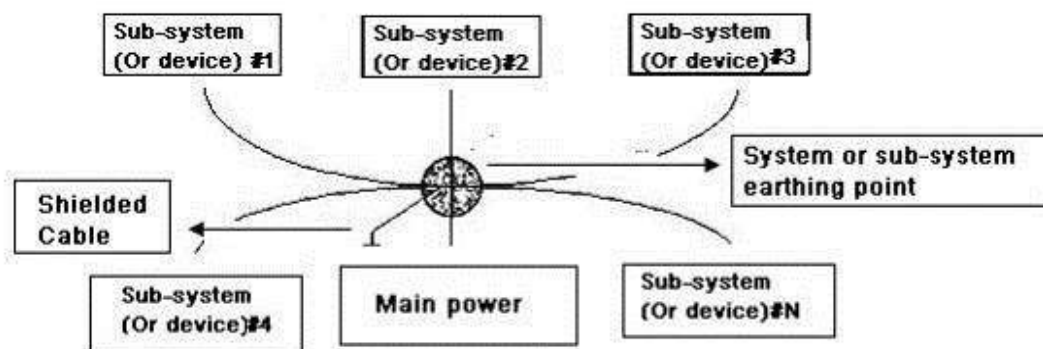 Sub-system
(Or device) #1
Sub-system
(Or device)#2
Sub-system
(Or device)#3
System or sub-system
earthing point
Shielded
Cable
Sub-system
(Or device)#4
Main power
Sub-system
(Or device)#N